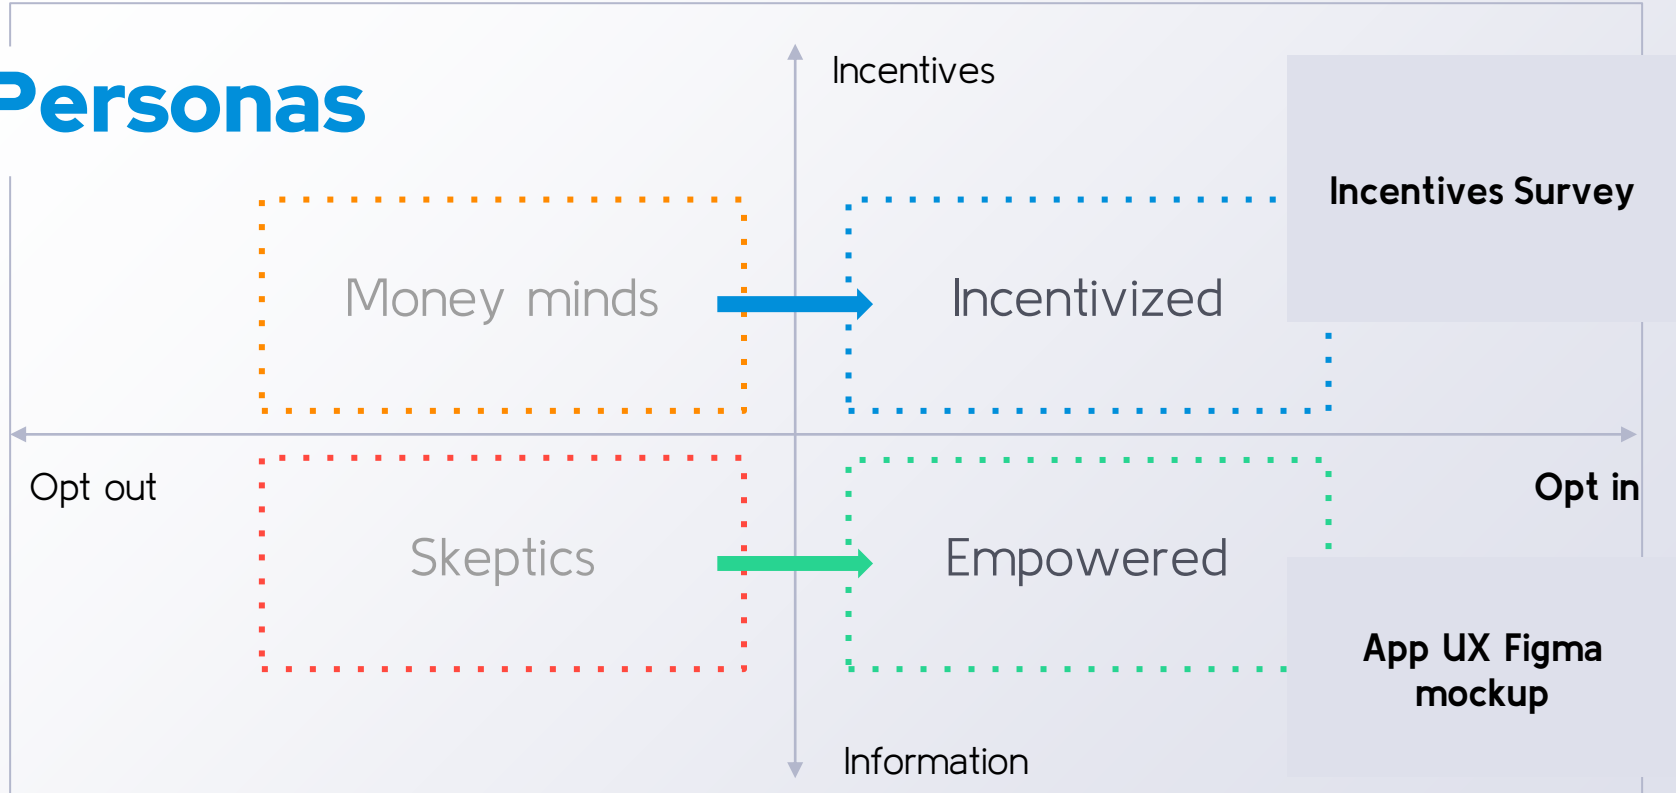 Personas
Incentives
Incentives Survey
Money minds
Incentivized
Opt out
Opt in
Skeptics
Empowered
App UX Figma
mockup
Information